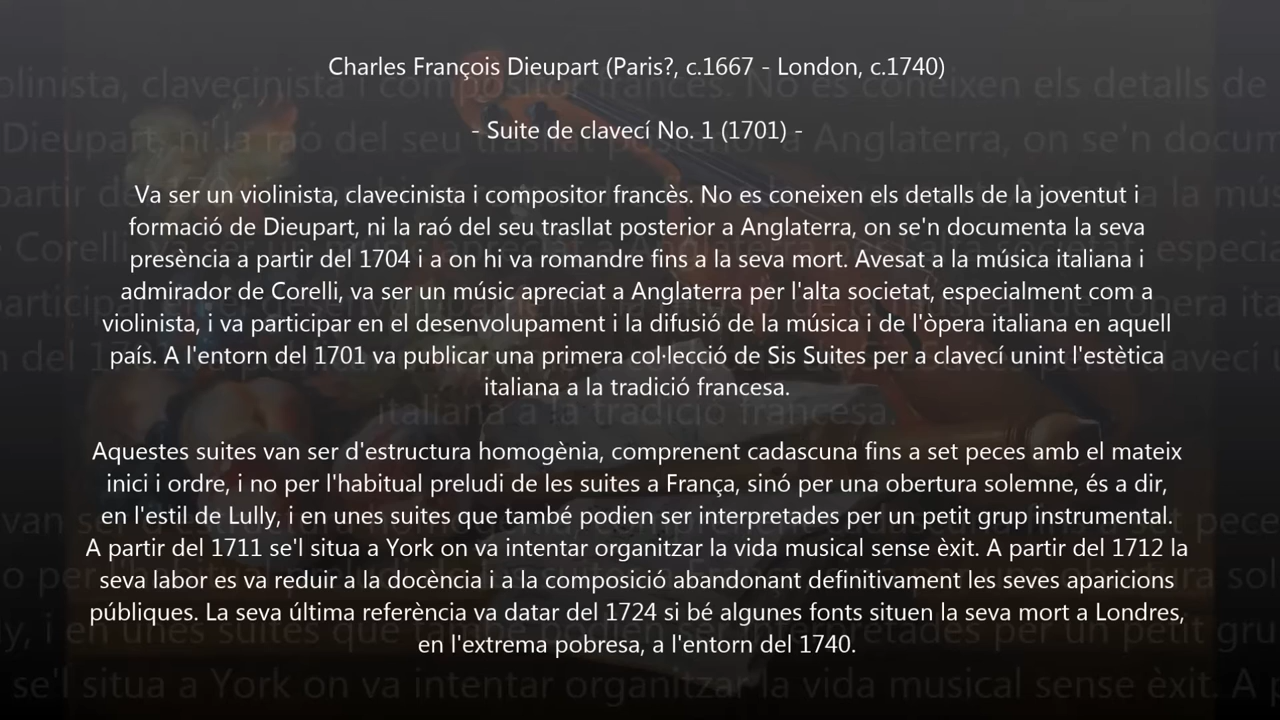 Charles François Dieupart (Paris?, c.1667 - London, c.1740)
- Suite de clavecí No. 1 (1701) -
Va ser un violinista, clavecinista i compositor francès. No es coneixen els detalls de la joventut i
formació de Dieupart, ni la raó del seu trasllat posterior a Anglaterra, on se'n documenta la seva
presència a partir del 1704 i a on hi va romandre fins a la seva mort. Avesat a la música italiana i
admirador de Corelli, va ser un músic apreciat a Anglaterra per l'alta societat, especialment com a
violinista, i va participar en el desenvolupament i la difusió de la música i de l'òpera italiana en aquell
país. A l'entorn del 1701 va publicar una primera col·lecció de Sis Suites per a clavecí unint l'estètica
italiana a la tradició francesa.
Aquestes suites van ser d'estructura homogènia, comprenent cadascuna fins a set peces amb el mateix
inici i ordre, i no per l'habitual preludi de les suites a França, sinó per una obertura solemne, és a dir,
en l'estil de Lully, i en unes suites que també podien ser interpretades per un petit grup instrumental.
A partir del 1711 se'l situa a York on va intentar organitzar la vida musical sense èxit. A partir del 1712 la
seva labor es va reduir a la docència i a la composició abandonant definitivament les seves aparicions
públiques. La seva última referència va datar del 1724 si bé algunes fonts situen la seva mort a Londres,
en l'extrema pobresa, a l'entorn del 1740.